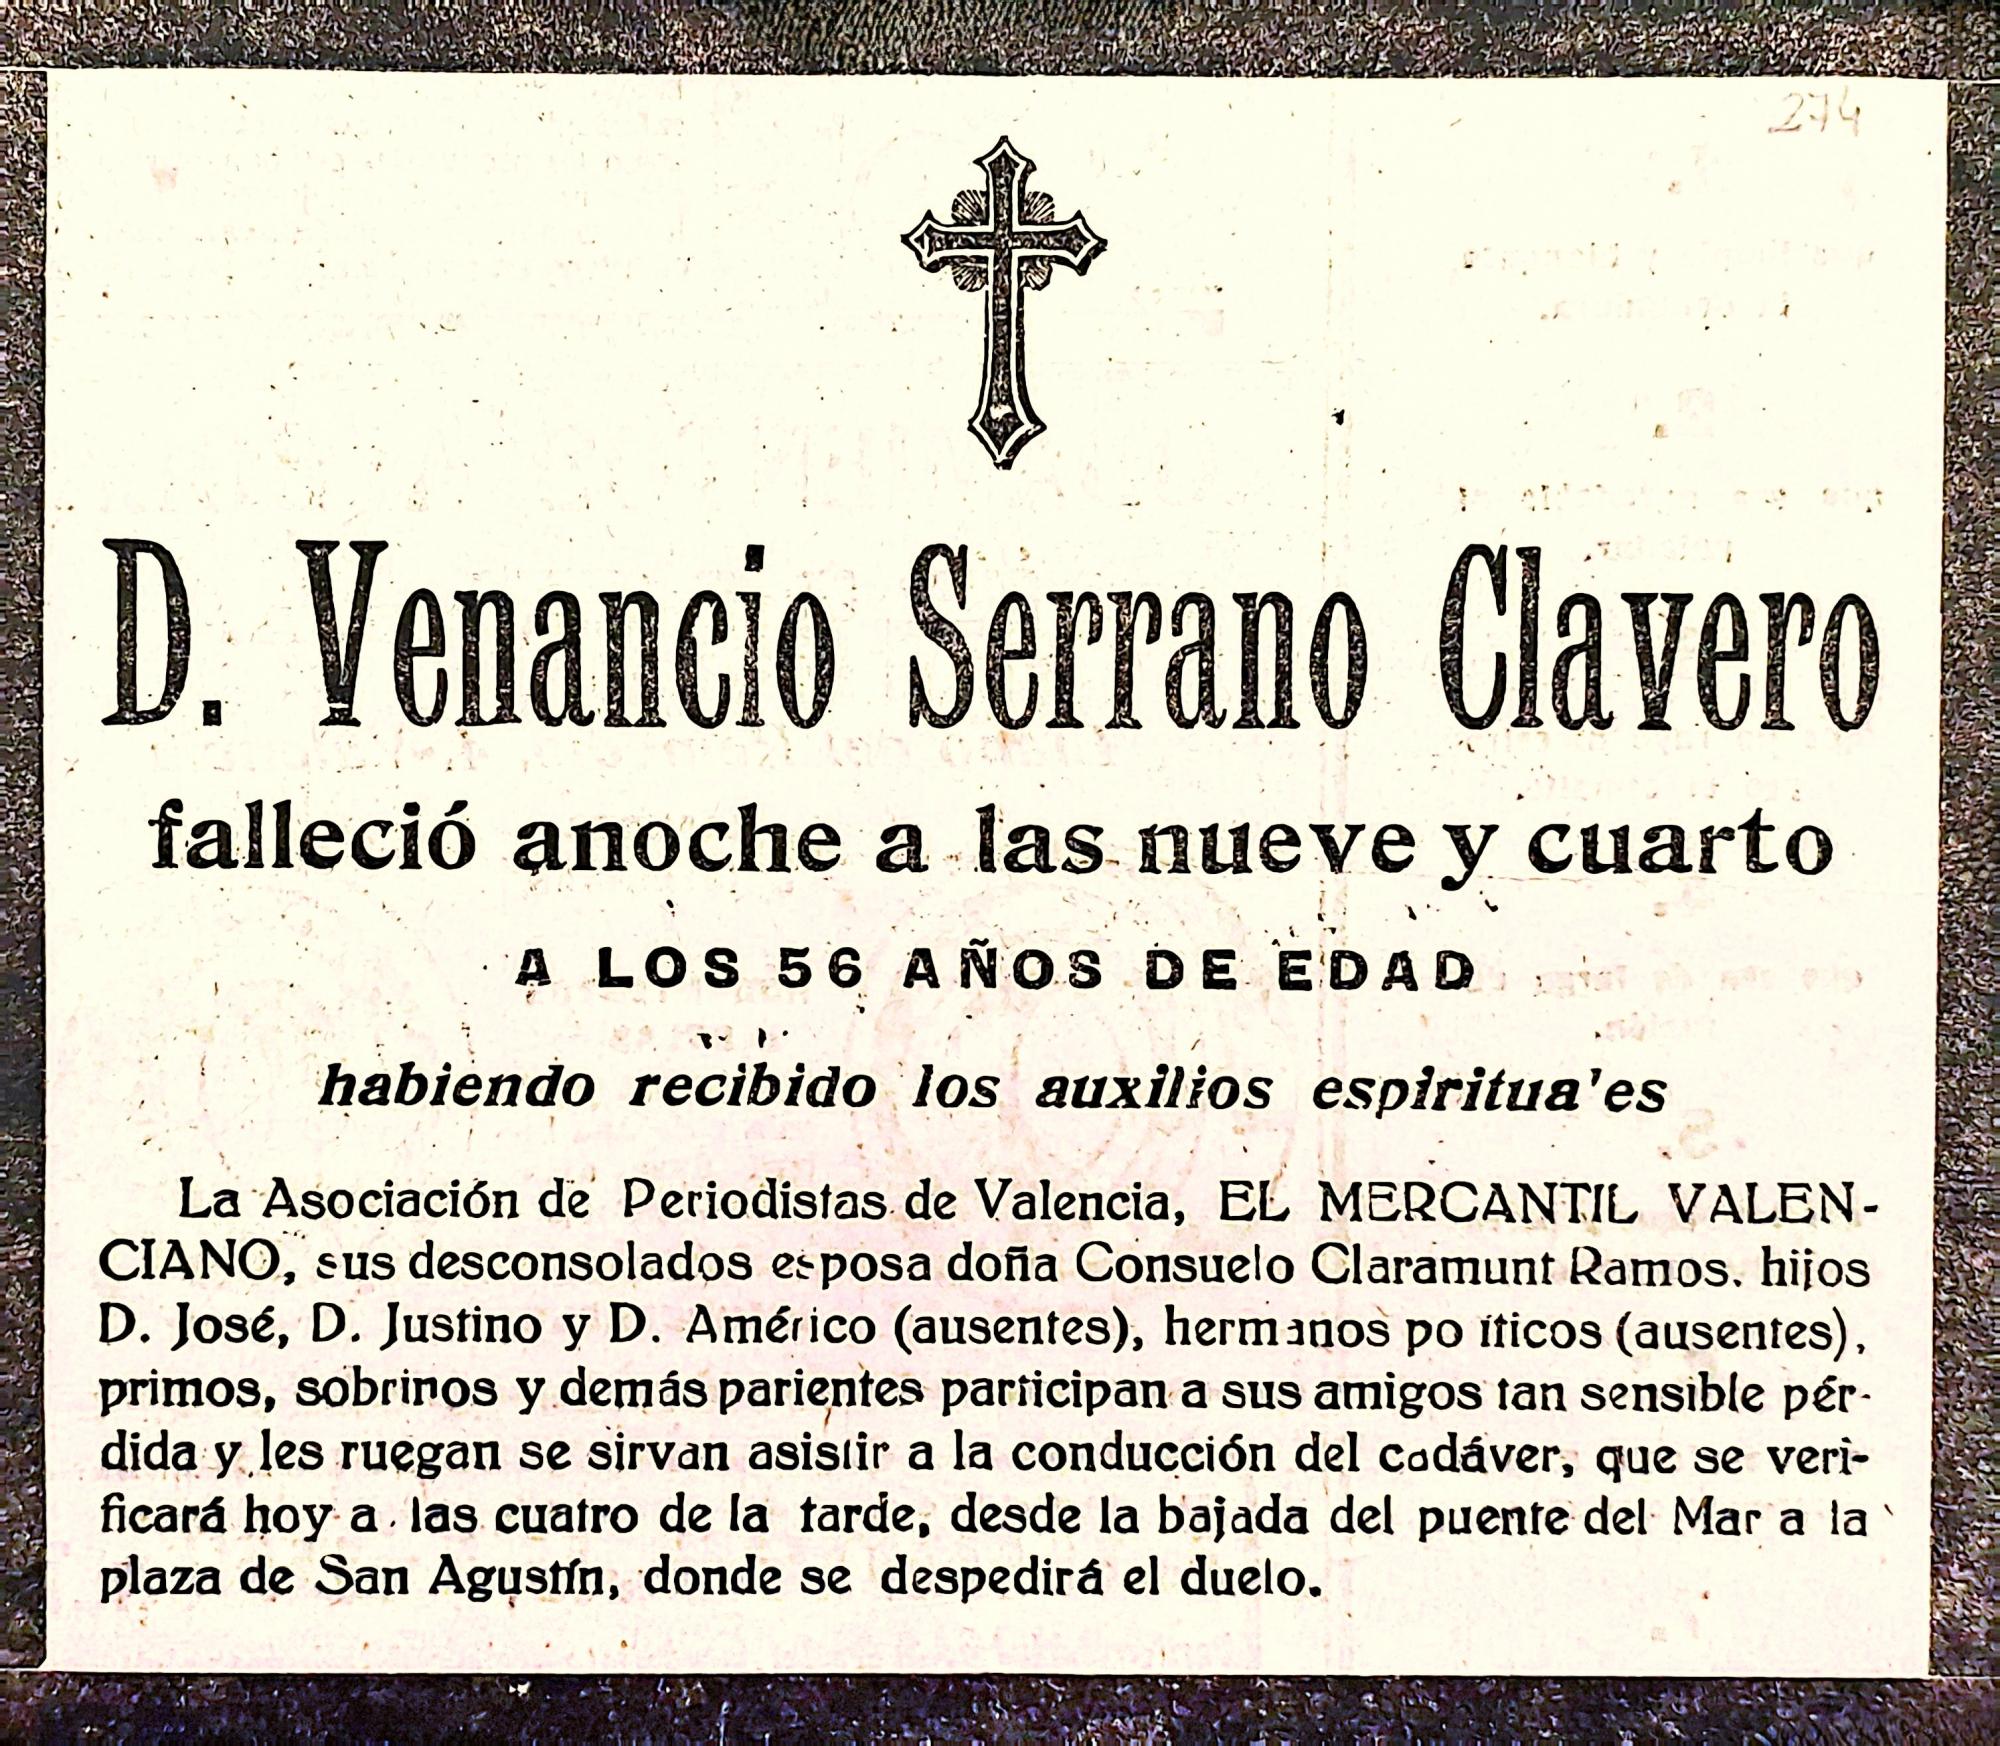 274
D. Venancio Serrano Clavero
falleció anoche a las nueve y cuarto
A LOS 56 AÑOS DE EDAD
habiendo recibido los auxilios espiritua'es
La Asociación de Periodistas de Valencia, EL MERCANTIL VALEN-
CIANO, sus desconsolados esposa doña Consuelo Claramunt Ramos. hijos
D. José, D. Justino y D. Américo (ausentes), hermanos po íticos (ausentes),
primos, sobrinos y demás parientes participan a sus amigos tan sensible pér-
dida y les ruegan se sirvan asistir a la conducción del cadáver, que se veri-
ficará hoy a las cuatro de la tarde, desde la bajada del puente del Mar a la
plaza de San Agustín, donde se despedirá el duelo.